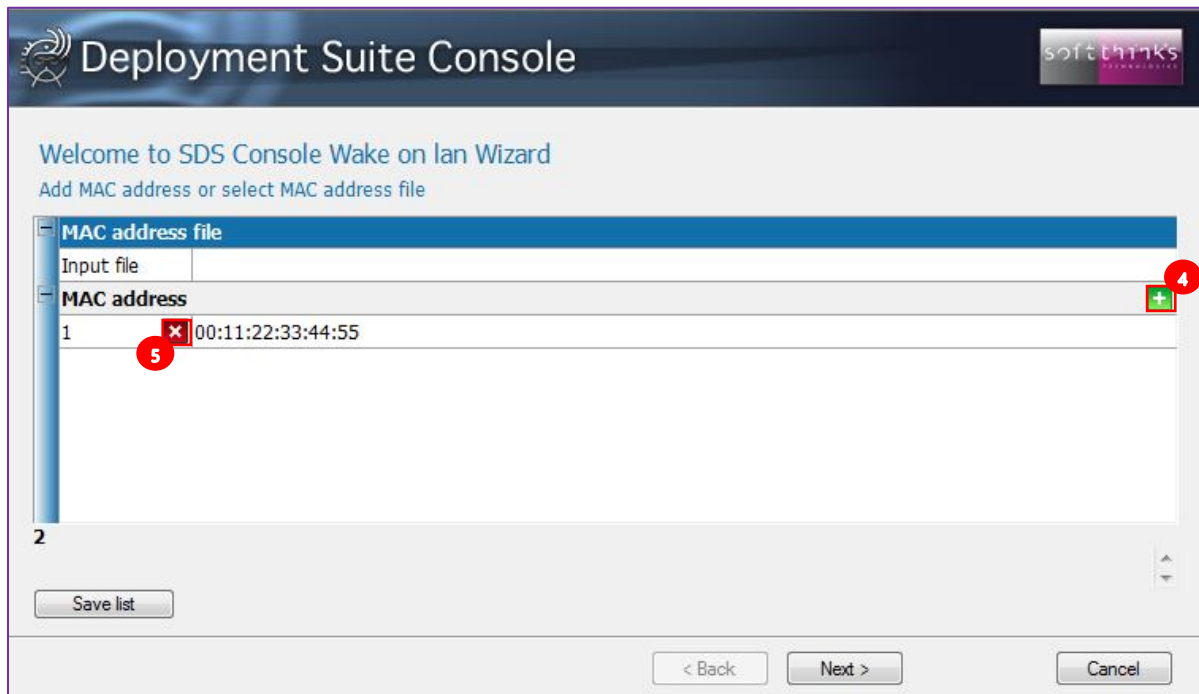 Deployment Suite Console
softthinks
TECHNOLOGIES
Welcome to SDS Console Wake on lan Wizard
Add MAC address or select MAC address file
MAC address file
Input file
4
MAC address
1 00:11:22:33:44:55
5
2
Save list
< Back Next > Cancel